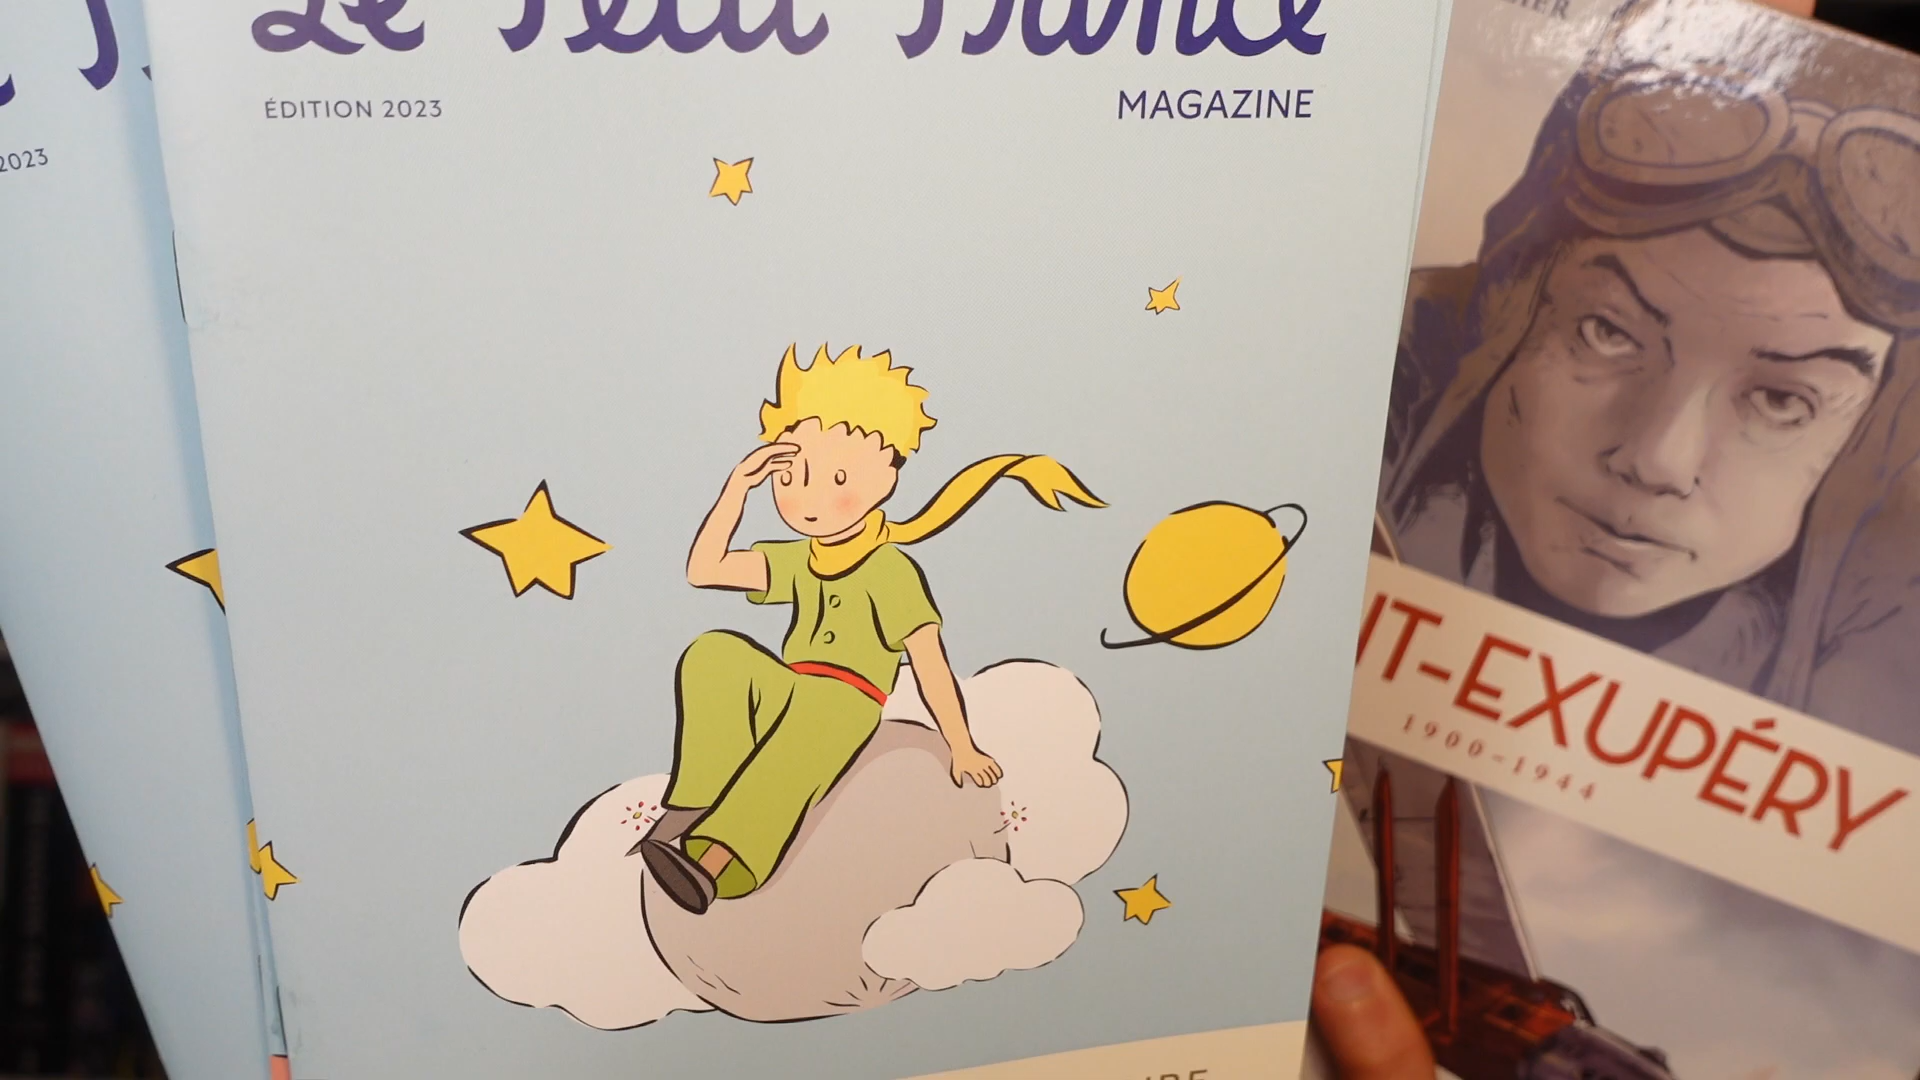 Le Petit Prince
ÉDITION 2023
MAGAZINE
2023
IT-EXUPÉRY
1900-1944